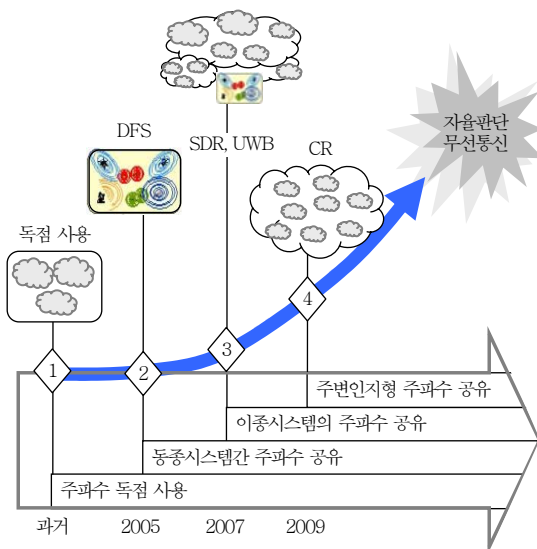 DFS
SDR, UWB
CR
자율판단
무선통신
독점 사용
1
2
3
4
주변인지형 주파수 공유
이종시스템의 주파수 공유
동종시스템간 주파수 공유
주파수 독점 사용
과거
2005
2007
2009